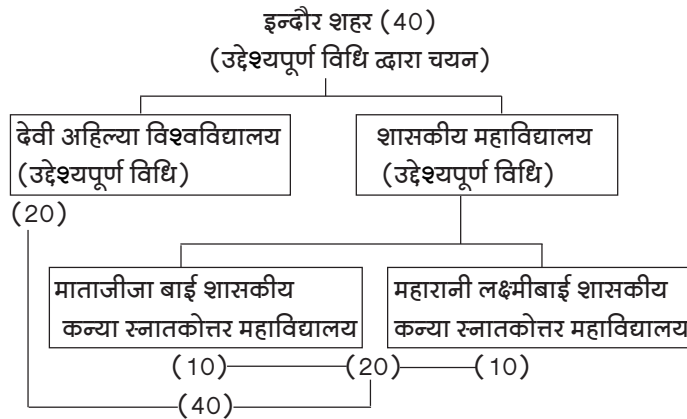 इन्दौर शहर (40)
(उद्देश्यपूर्ण विधि द्वारा चयन)
देवी अहिल्या विश्वविद्यालय
(उद्देश्यपूर्ण विधि)
(20)
शासकीय महाविद्यालय
(उद्देश्यपूर्ण विधि)
माताजीजा बाई शासकीय
कन्या स्नातकोत्तर महाविद्यालय
महारानी लक्ष्मीबाई शासकीय
कन्या स्नातकोत्तर महाविद्यालय
(10) (20) (10)
(40)